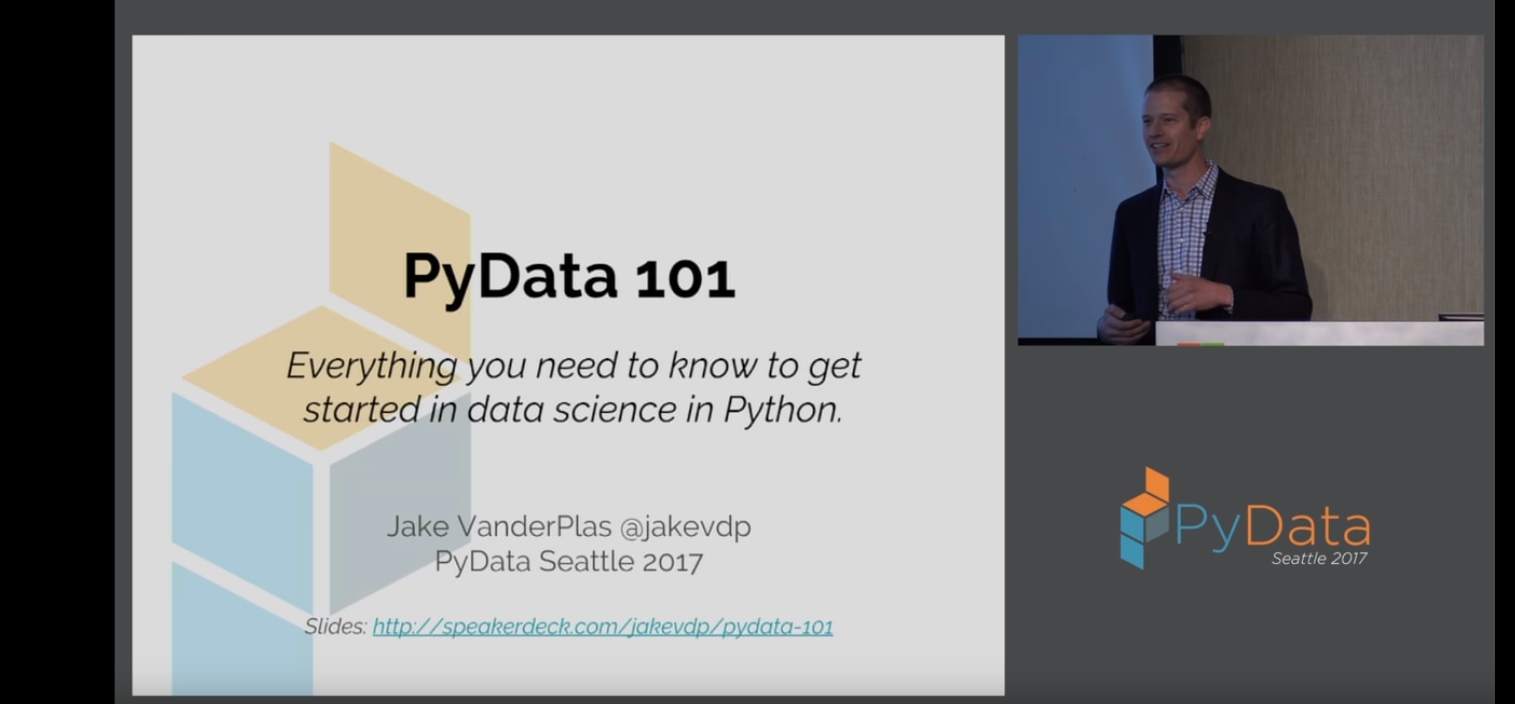 PyData 101
Everything you need to know to get
started in data science in Python.
Jake VanderPlas @jakevdp
PyData Seattle 2017
Slides: http://speakerdeck.com/jakevdp/pydata-101
PyData
Seattle 2017